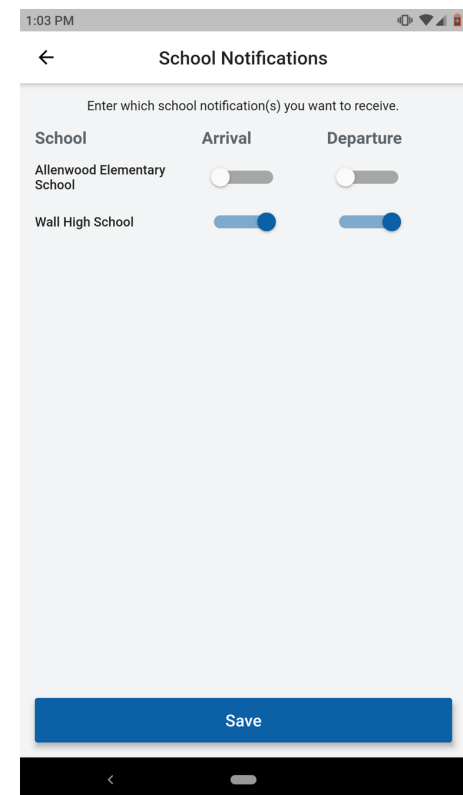 1:03 PM
School Notifications
Enter which school notification(s) you want to receive.
School Arrival Departure
Allenwood Elementary
School
Wall High School
Save